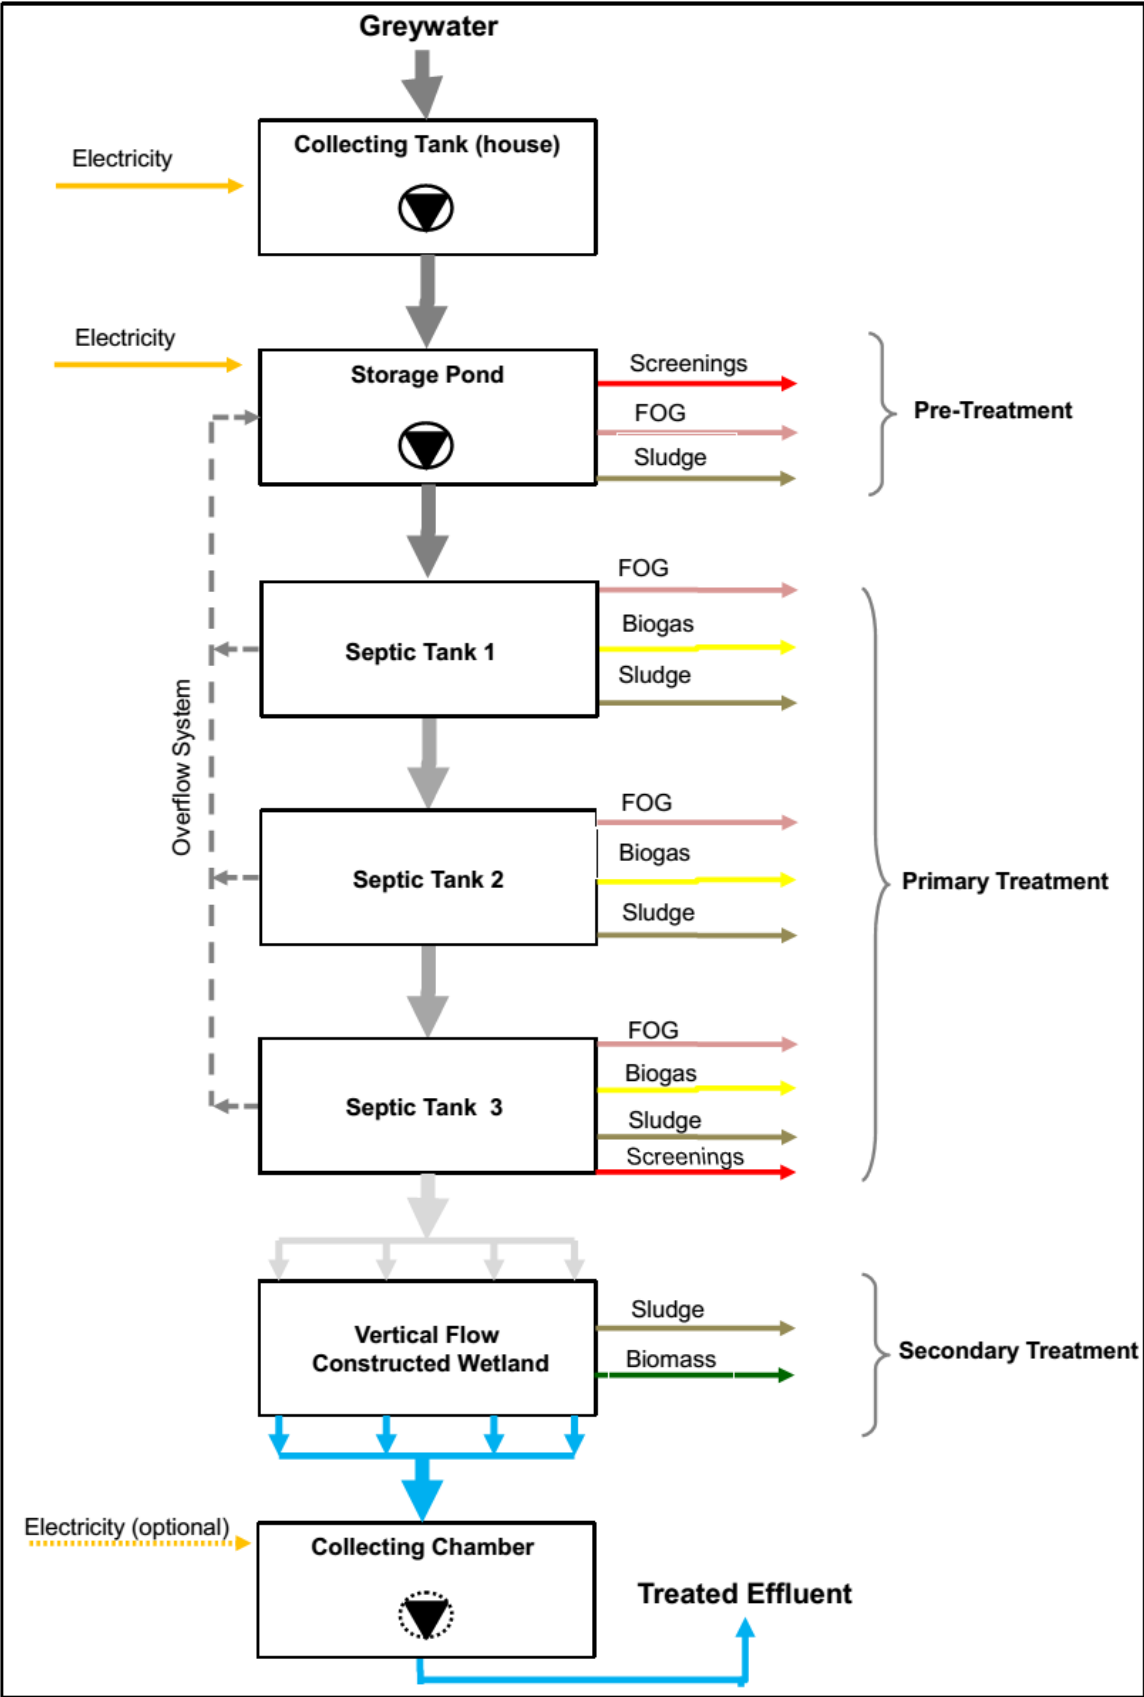 Greywater
Collecting Tank (house)
Electricity
Electricity
Storage Pond
Screenings
FOG
Sludge
Pre-Treatment
FOG
Biogas
Sludge
Septic Tank 1
Overflow System
FOG
Biogas
Sludge
Septic Tank 2
Primary Treatment
FOG
Biogas
Sludge
Screenings
Septic Tank 3
Vertical Flow
Constructed Wetland
Sludge
Biomass
Secondary Treatment
Electricity (optional)
Collecting Chamber
Treated Effluent